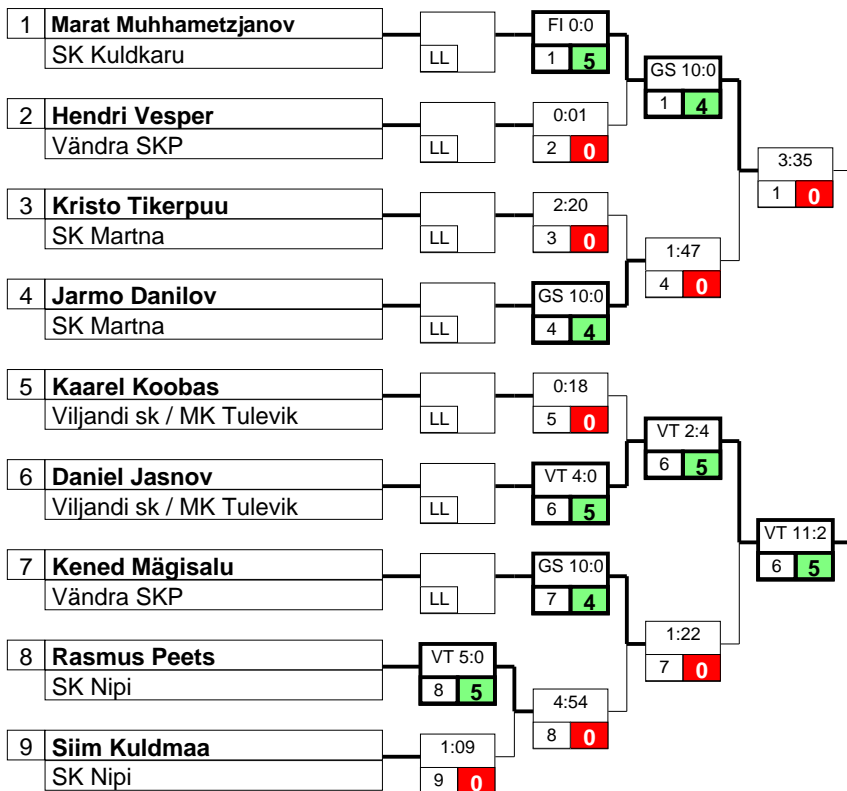 1 Marat Muhhametzjanov
SK Kuldkaru
LL
FI 0:0
1 5
GS 10:0
1 4
2 Hendri Vesper
Vändra SKP
LL
0:01
2 0
3:35
1 0
3 Kristo Tikerpuu
SK Martna
LL
2:20
3 0
1:47
4 0
4 Jarmo Danilov
SK Martna
LL
GS 10:0
4 4
5 Kaarel Koobas
Viljandi sk / MK Tulevik
LL
0:18
5 0
VT 2:4
6 5
6 Daniel Jasnov
Viljandi sk / MK Tulevik
LL
VT 4:0
6 5
VT 11:2
6 5
7 Kened Mägisalu
Vändra SKP
LL
GS 10:0
7 4
1:22
7 0
8 Rasmus Peets
SK Nipi
VT 5:0
8 5
4:54
8 0
9 Siim Kuldmaa
SK Nipi
1:09
9 0